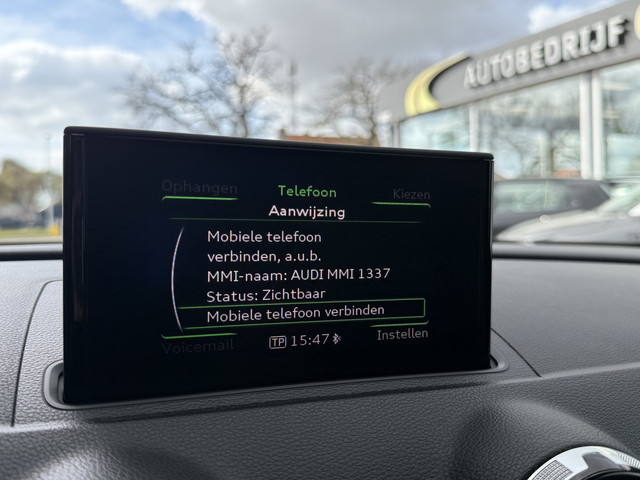 AUTOBEDRIJF
Ophangen Telefoon Kiezen
Aanwijzing
Mobiele telefoon
verbinden, a.u.b.
MMI-naam: AUDI MMI 1337
Status: Zichtbaar
Mobiele telefoon verbinden
Voicemail TP 15:47 Instellen